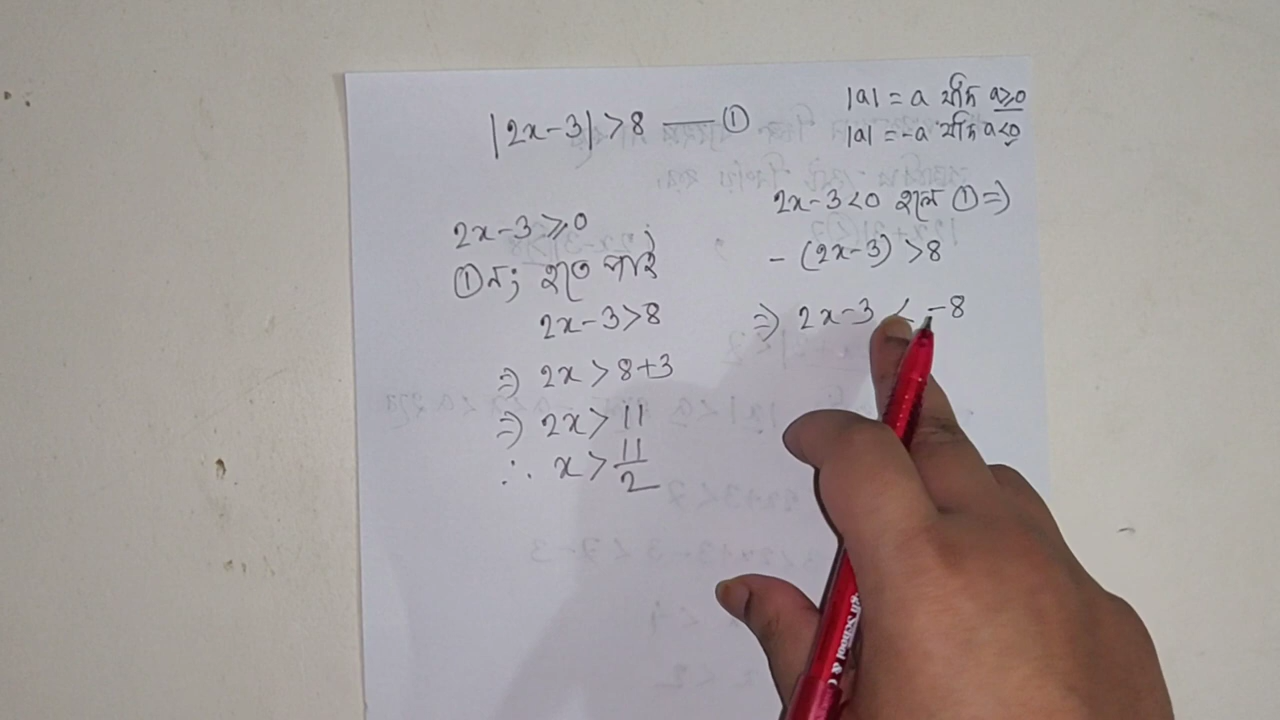 |2x-3|>8 ——①
|a| = a যদি a≥0
|a| = -a যদি a<0
2x-3≥0
①নং হতে পাই
2x-3>8
⇒ 2x>8+3
⇒ 2x>11
∴ x>11/2
2x-3<0 হলে ①⇒
-(2x-3)>8
⇒ 2x-3 < -8